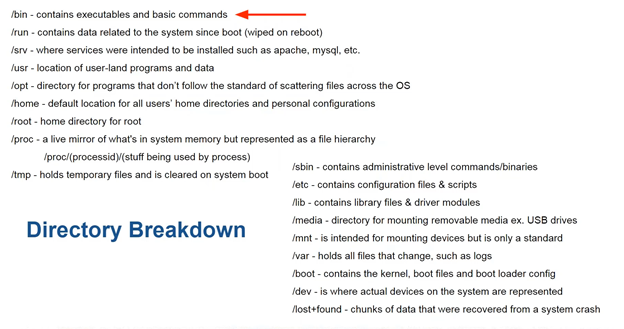 /bin - contains executables and basic commands
/run - contains data related to the system since boot (wiped on reboot)
/srv - where services were intended to be installed such as apache, mysql, etc.
/usr - location of user-land programs and data
/opt - directory for programs that don't follow the standard of scattering files across the OS
/home - default location for all users' home directories and personal configurations
/root - home directory for root
/proc - a live mirror of what's in system memory but represented as a file hierarchy
/proc/(processid)/(stuff being used by process)
/tmp - holds temporary files and is cleared on system boot
/sbin - contains administrative level commands/binaries
/etc - contains configuration files & scripts
/lib - contains library files & driver modules
/media - directory for mounting removable media ex. USB drives
/mnt - is intended for mounting devices but is only a standard
/var - holds all files that change, such as logs
/boot - contains the kernel, boot files and boot loader config
/dev - is where actual devices on the system are represented
/lost+found - chunks of data that were recovered from a system crash
Directory Breakdown